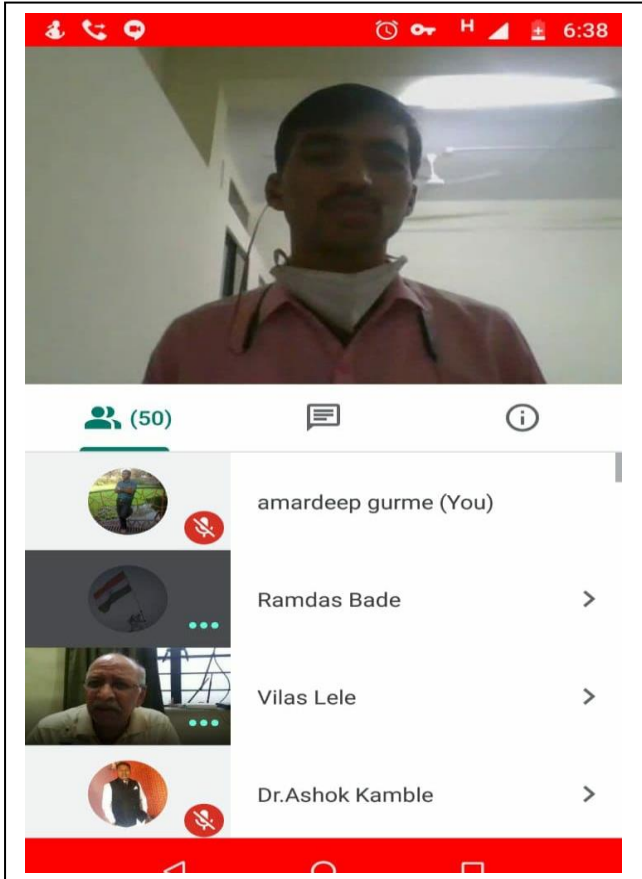 H 6:38
(50)
amardeep gurme (You)
Ramdas Bade
Vilas Lele
Dr.Ashok Kamble